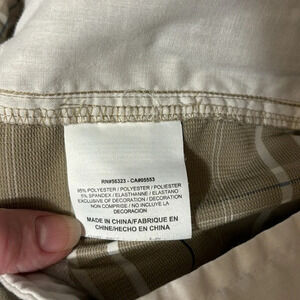 RN#56323 - CA#05553
95% POLYESTER / POLYESTER / POLIESTER
5% SPANDEX / ELASTHANNE / ELASTANO
EXCLUSIVE OF DECORATION / DECORATION
NON COMPRISE / NO INCLUYE LA
DECORACION
MADE IN CHINA/FABRIQUE EN
CHINE/HECHO EN CHINA